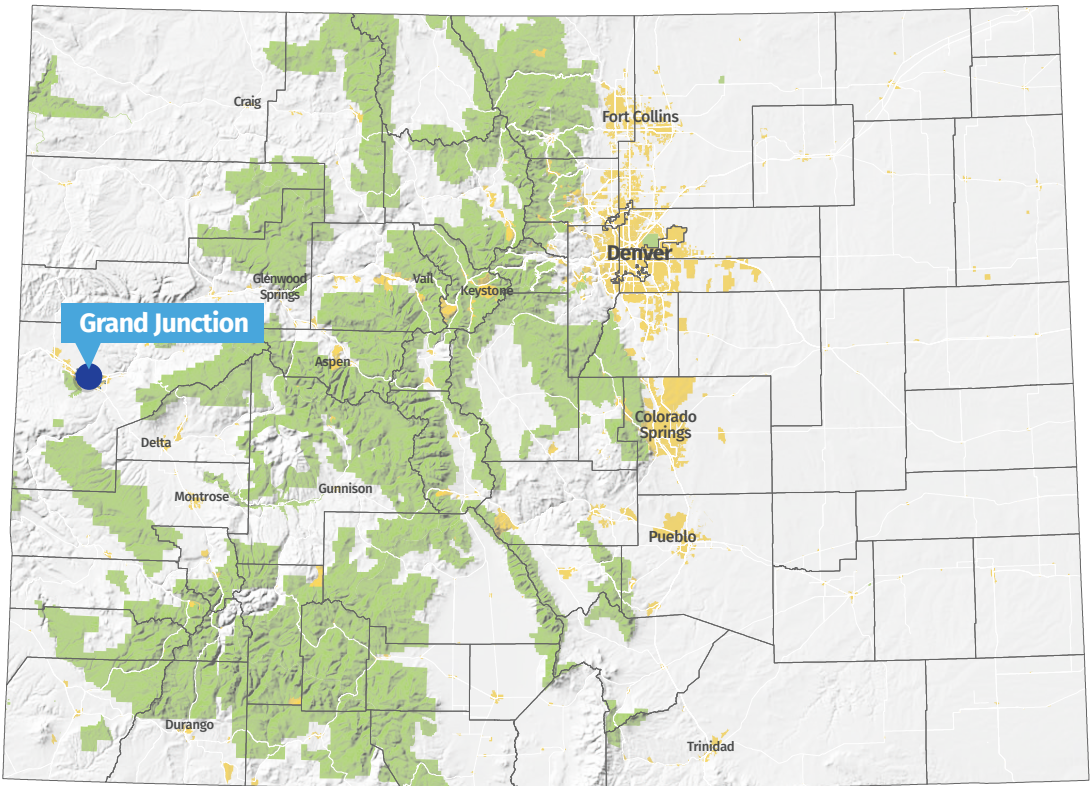 Craig
Fort Collins
Denver
Glenwood
Springs
Vail
Keystone
Grand Junction
Aspen
Colorado
Springs
Delta
Montrose
Gunnison
Pueblo
Durango
Trinidad